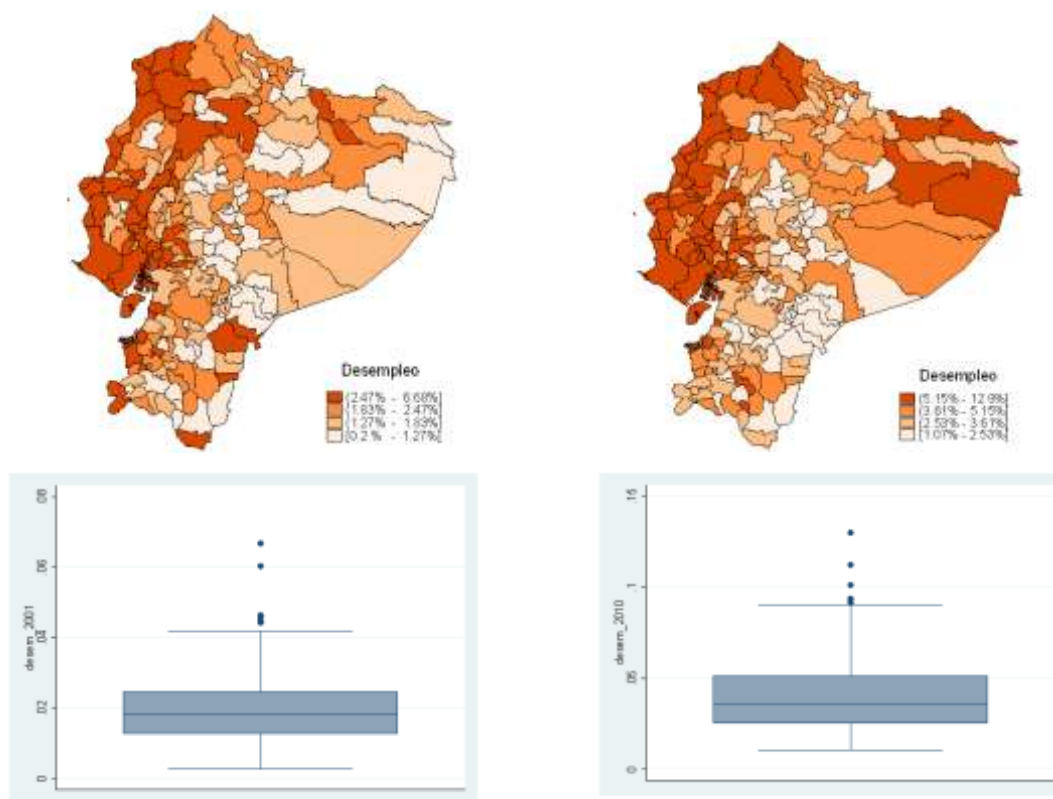 Desempleo
(2.47% - 6.68%]
(1.83% - 2.47%]
(1.27% - 1.83%]
[0.2 % - 1.27%]
Desempleo
(5.15% - 12.9%]
(3.61% - 5.15%]
(2.53% - 3.61%]
[1.07% - 2.53%]
desem_2001
.08
.06
.04
.02
0
desem_2010
.15
.1
.05
0